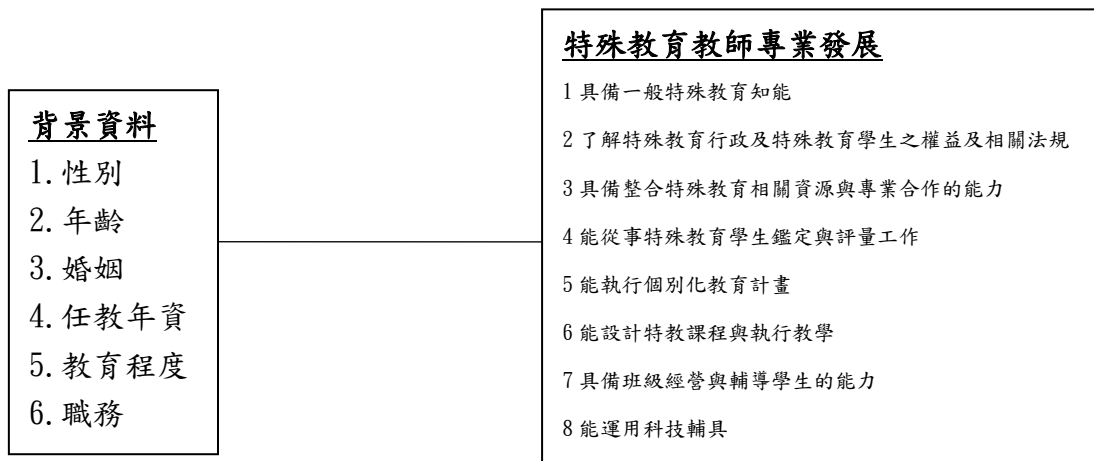 背景資料
1.性別
2.年齡
3.婚姻
4.任教年資
5.教育程度
6.職務
特殊教育教師專業發展
1 具備一般特殊教育知能
2 了解特殊教育行政及特殊教育學生之權益及相關法規
3 具備整合特殊教育相關資源與專業合作的能力
4 能從事特殊教育學生鑑定與評量工作
5 能執行個別化教育計畫
6 能設計特教課程與執行教學
7 具備班級經營與輔導學生的能力
8 能運用科技輔具